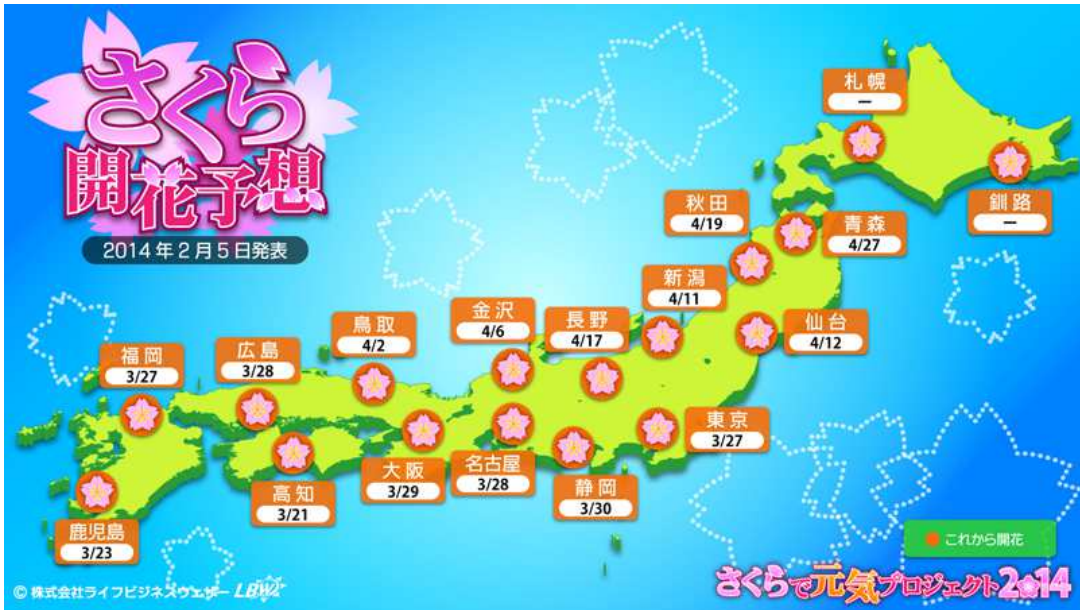 さくら
開花予想
2014年2月5日発表
札幌
ー
釧路
ー
秋田
4/19
青森
4/27
新潟
4/11
仙台
4/12
金沢
4/6
長野
4/17
鳥取
4/2
広島
3/28
福岡
3/27
東京
3/27
名古屋
3/28
静岡
3/30
大阪
3/29
高知
3/21
鹿児島
3/23
これから開花
© 株式会社ライフビジネスウェザー LBW
さくらで元気プロジェクト2014